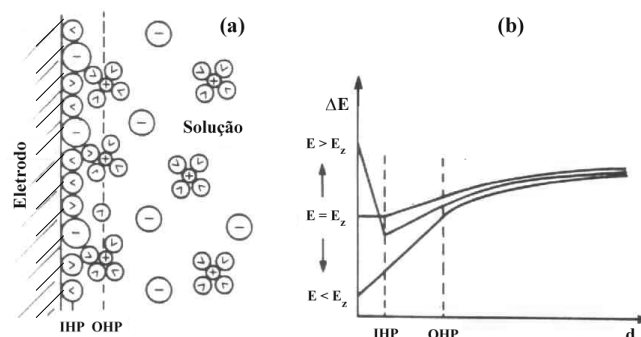 (a)
Solução
Eletrodo
IHP OHP
(b)
ΔE
E > E_z
E = E_z
E < E_z
IHP OHP d